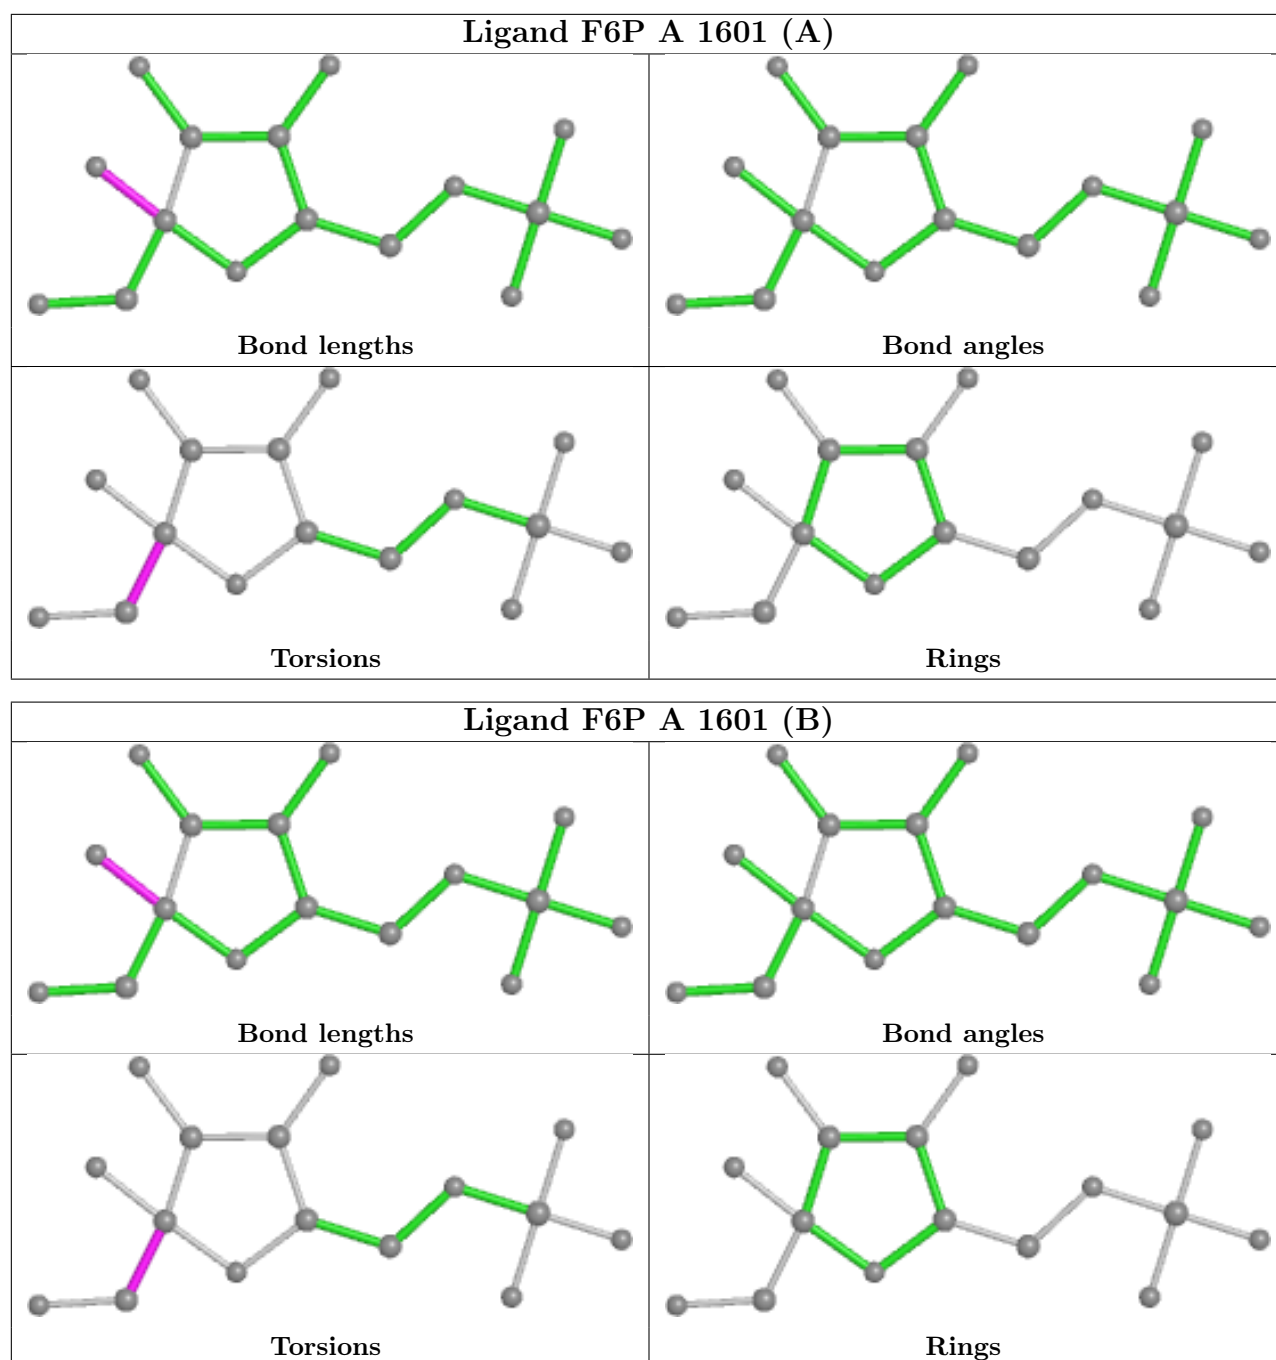 Ligand F6P A 1601 (A)
Bond lengths
Bond angles
Torsions
Rings
Ligand F6P A 1601 (B)
Bond lengths
Bond angles
Torsions
Rings